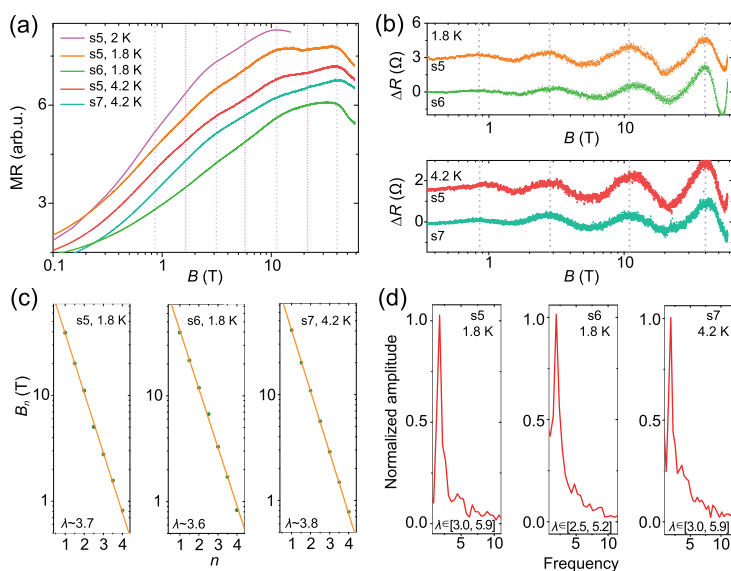 (a)
s5, 2 K
s5, 1.8 K
s6, 1.8 K
s5, 4.2 K
s7, 4.2 K
MR (arb.u.)
6
3
0.1 1 10
B (T)
(b)
1.8 K
s5
s6
ΔR (Ω)
6
3
0
1 10
B (T)
4.2 K
s5
s7
ΔR (Ω)
3
0
1 10
B (T)
(c)
s5, 1.8 K
s6, 1.8 K
s7, 4.2 K
Bn (T)
10
1
10
1
10
1
λ~3.7
λ~3.6
λ~3.8
1 2 3 4
1 2 3 4
1 2 3 4
n
(d)
s5
1.8 K
s6
1.8 K
s7
4.2 K
Normalized amplitude
1.0
0.5
0.0
1.0
0.5
0.0
1.0
0.5
0.0
λ∈[3.0, 5.9]
λ∈[2.5, 5.2]
λ∈[3.0, 5.9]
5 10
5 10
5 10
Frequency